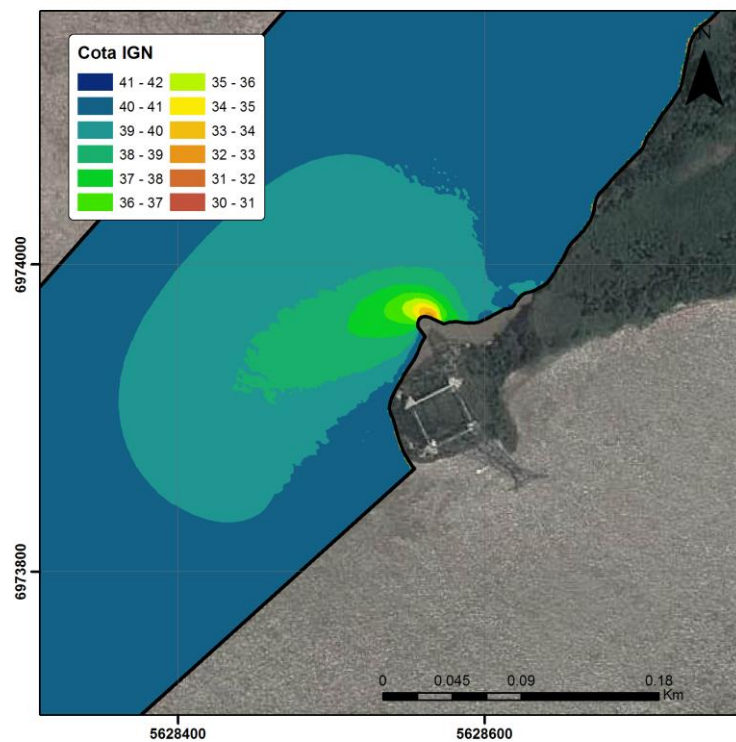 N
Cota IGN
41 - 42
40 - 41
39 - 40
38 - 39
37 - 38
36 - 37
35 - 36
34 - 35
33 - 34
32 - 33
31 - 32
30 - 31
6974000
6973800
0 0.045 0.09 0.18
Km
5628400 5628600